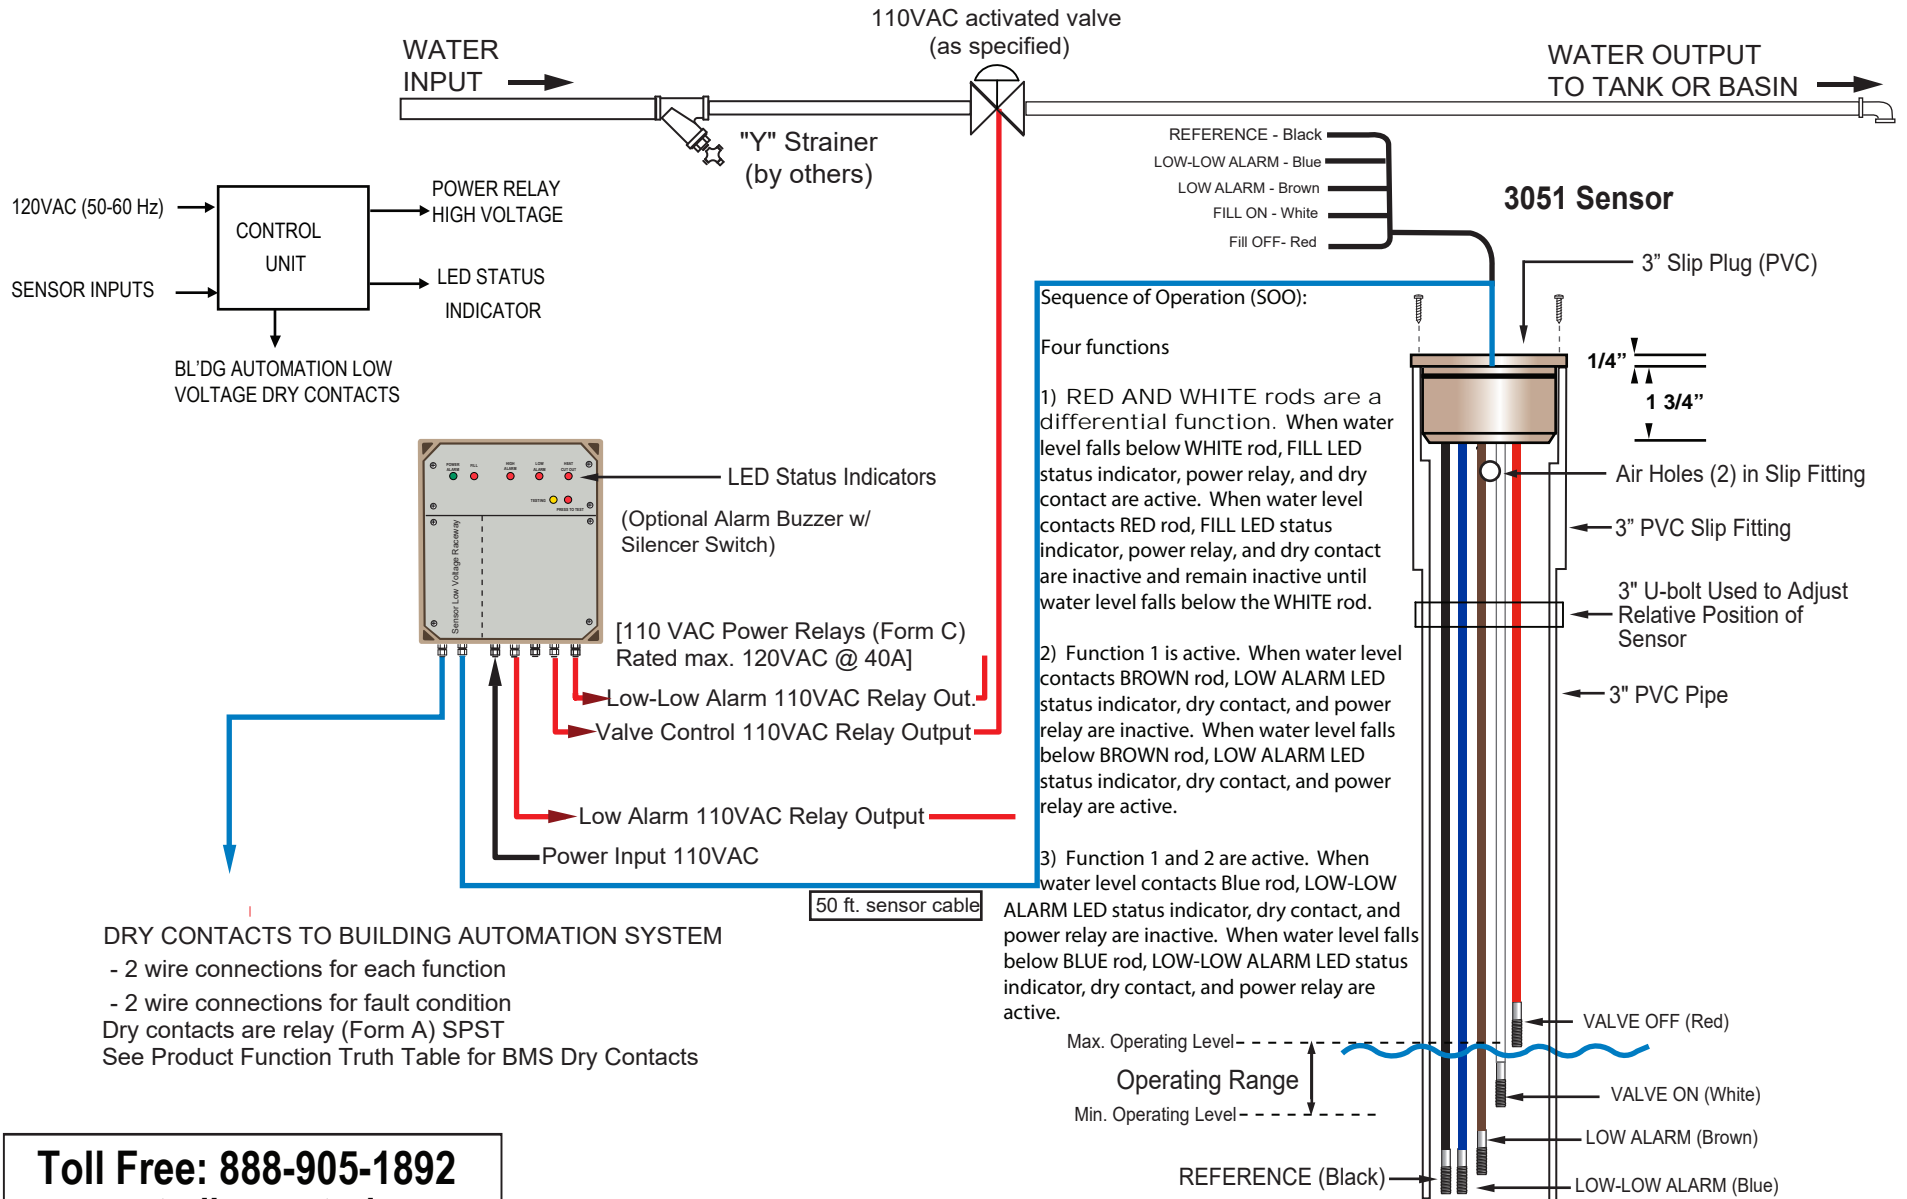 110VAC activated valve
(as specified)
WATER
INPUT
WATER OUTPUT
TO TANK OR BASIN
"Y" Strainer
(by others)
REFERENCE - Black
LOW-LOW ALARM - Blue
LOW ALARM - Brown
FILL ON - White
Fill OFF- Red
3051 Sensor
120VAC (50-60 Hz)
SENSOR INPUTS
CONTROL
UNIT
POWER RELAY
HIGH VOLTAGE
LED STATUS
INDICATOR
BL'DG AUTOMATION LOW
VOLTAGE DRY CONTACTS
3” Slip Plug (PVC)
1/4”
1 3/4”
Air Holes (2) in Slip Fitting
3” PVC Slip Fitting
3" U-bolt Used to Adjust
Relative Position of
Sensor
3" PVC Pipe
Sequence of Operation (SOO):
Four functions
1) RED AND WHITE rods are a
differential function. When water
level falls below WHITE rod, FILL LED
status indicator, power relay, and dry
contact are active. When water level
contacts RED rod, FILL LED status
indicator, power relay, and dry contact
are inactive and remain inactive until
water level falls below the WHITE rod.
2) Function 1 is active. When water level
contacts BROWN rod, LOW ALARM LED
status indicator, dry contact, and power
relay are inactive. When water level falls
below BROWN rod, LOW ALARM LED
status indicator, dry contact, and power
relay are active.
3) Function 1 and 2 are active. When
water level contacts Blue rod, LOW-LOW
ALARM LED status indicator, dry contact, and
power relay are inactive. When water level falls
below BLUE rod, LOW-LOW ALARM LED status
indicator, dry contact, and power relay are
active.
POWER
ALARM
FILL
HIGH
ALARM
LOW
ALARM
HEAT
CUT OUT
TESTING
PRESS TO TEST
Sensor Low Voltage Raceway
LED Status Indicators
(Optional Alarm Buzzer w/
Silencer Switch)
[110 VAC Power Relays (Form C)
Rated max. 120VAC @ 40A]
Low-Low Alarm 110VAC Relay Out.
Valve Control 110VAC Relay Output
Low Alarm 110VAC Relay Output
Power Input 110VAC
50 ft. sensor cable
DRY CONTACTS TO BUILDING AUTOMATION SYSTEM
- 2 wire connections for each function
- 2 wire connections for fault condition
Dry contacts are relay (Form A) SPST
See Product Function Truth Table for BMS Dry Contacts
Max. Operating Level
Operating Range
Min. Operating Level
VALVE OFF (Red)
VALVE ON (White)
LOW ALARM (Brown)
REFERENCE (Black)
LOW-LOW ALARM (Blue)
Toll Free: 888-905-1892